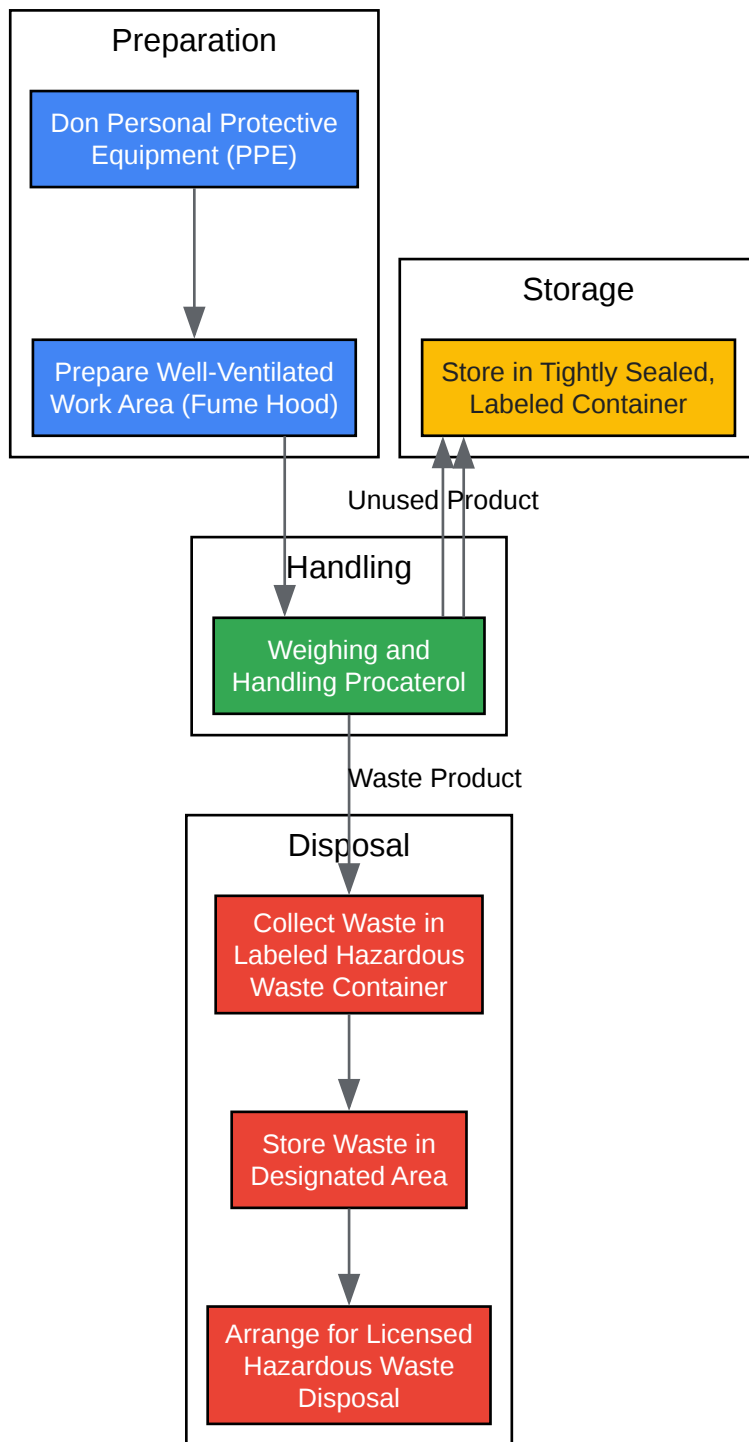 Preparation
Don Personal Protective
Equipment (PPE)
Prepare Well-Ventilated
Work Area (Fume Hood)
Storage
Store in Tightly Sealed,
Labeled Container
Unused Product
Handling
Weighing and
Handling Procaterol
Waste Product
Disposal
Collect Waste in
Labeled Hazardous
Waste Container
Store Waste in
Designated Area
Arrange for Licensed
Hazardous Waste
Disposal